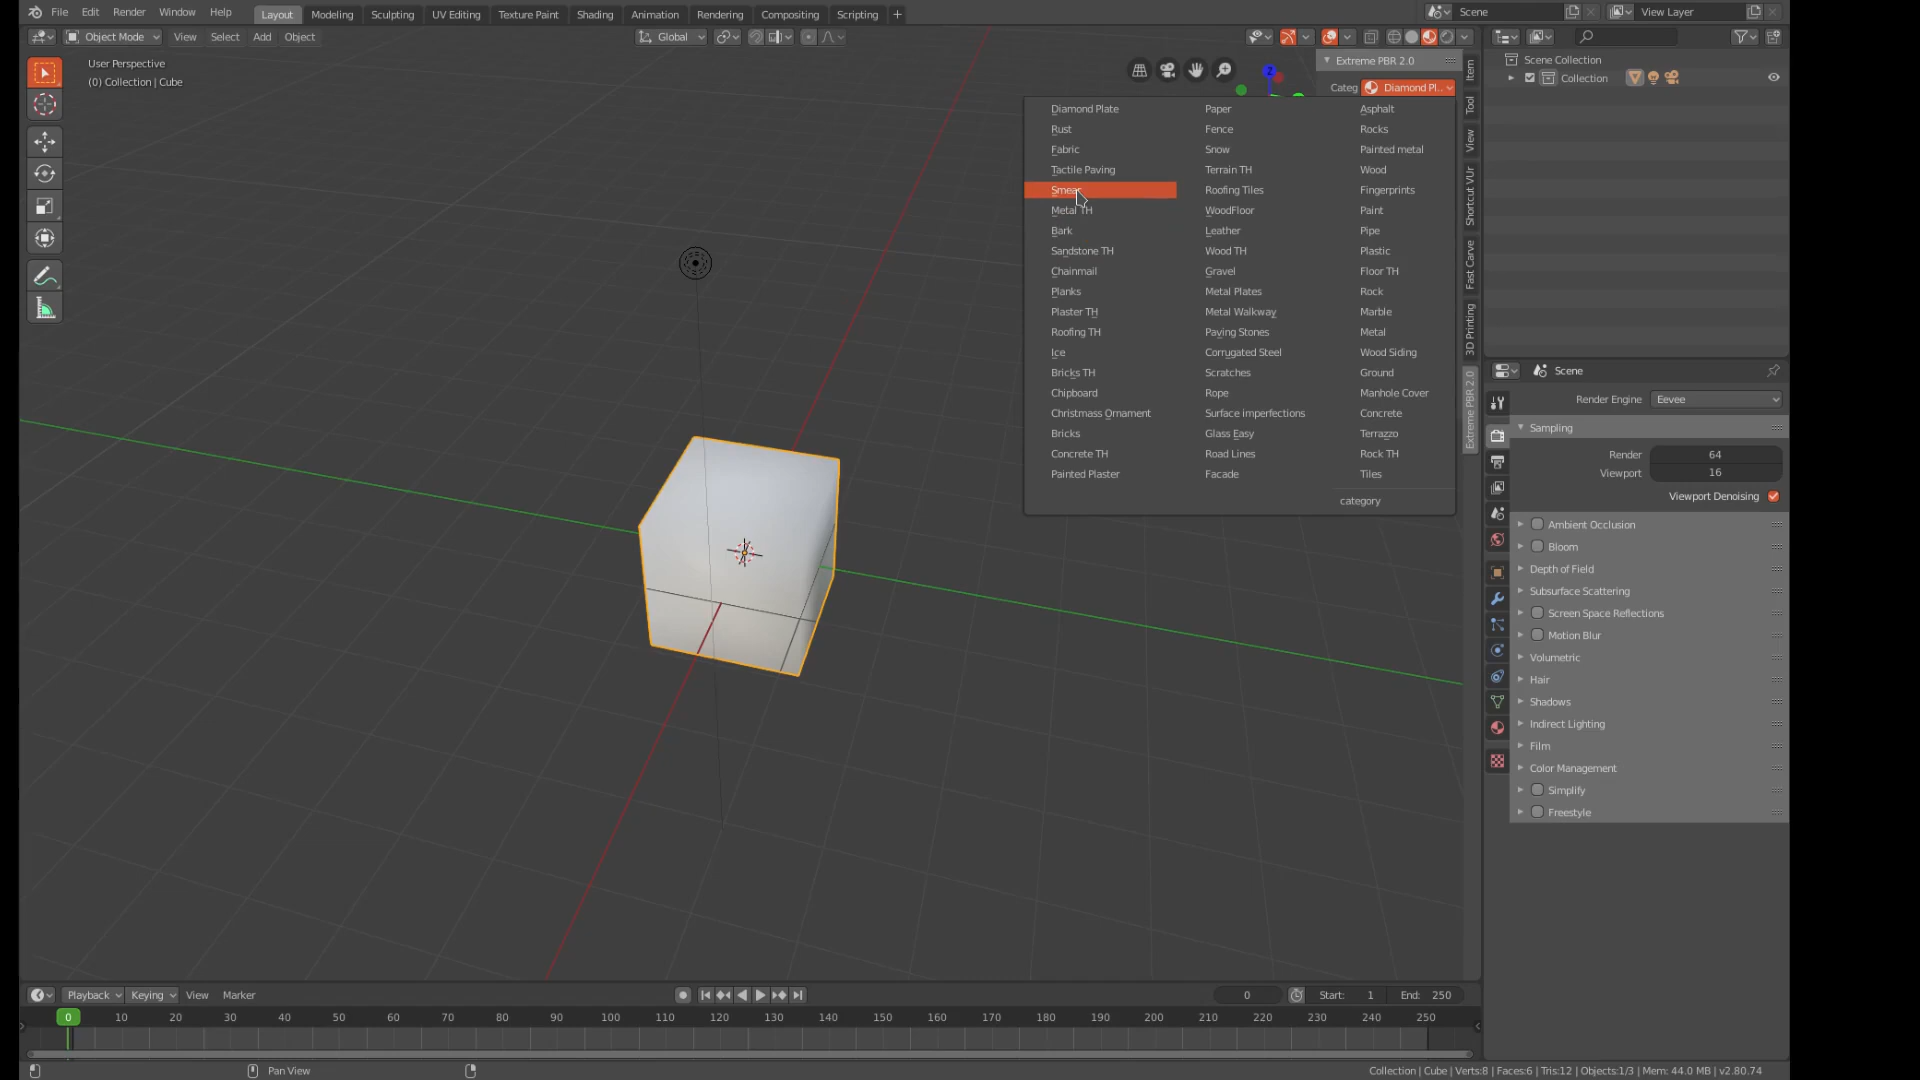 File Edit Render Window Help Layout Modeling Sculpting UV Editing Texture Paint Shading Animation Rendering Compositing Scripting + Scene View Layer
Object Mode View Select Add Object Global
User Perspective
(0) Collection | Cube
Extreme PBR 2.0
Categ Diamond Pl..
Diamond Plate Paper Asphalt
Rust Fence Rocks
Fabric Snow Painted metal
Tactile Paving Terrain TH Wood
Smear Roofing Tiles Fingerprints
Metal TH WoodFloor Paint
Bark Leather Pipe
Sandstone TH Wood TH Plastic
Chainmail Gravel Floor TH
Planks Metal Plates Rock
Plaster TH Metal Walkway Marble
Roofing TH Paving Stones Metal
Ice Corrugated Steel Wood Siding
Bricks TH Scratches Ground
Chipboard Rope Manhole Cover
Christmass Ornament Surface imperfections Concrete
Bricks Glass Easy Terrazzo
Concrete TH Road Lines Rock TH
Painted Plaster Facade Tiles
category
Z
Item
Tool
View
Shortcut VUr
Fast Carve
3D Printing
Extreme PBR 2.0
Scene Collection
Collection
Scene
Render Engine Eevee
Sampling
Render 64
Viewport 16
Viewport Denoising
Ambient Occlusion
Bloom
Depth of Field
Subsurface Scattering
Screen Space Reflections
Motion Blur
Volumetric
Hair
Shadows
Indirect Lighting
Film
Color Management
Simplify
Freestyle
Playback Keying View Marker 0 Start: 1 End: 250
0 10 20 30 40 50 60 70 80 90 100 110 120 130 140 150 160 170 180 190 200 210 220 230 240 250
Pan View Collection | Cube | Verts:8 | Faces:6 | Tris:12 | Objects:1/3 | Mem: 44.0 MB | v2.80.74